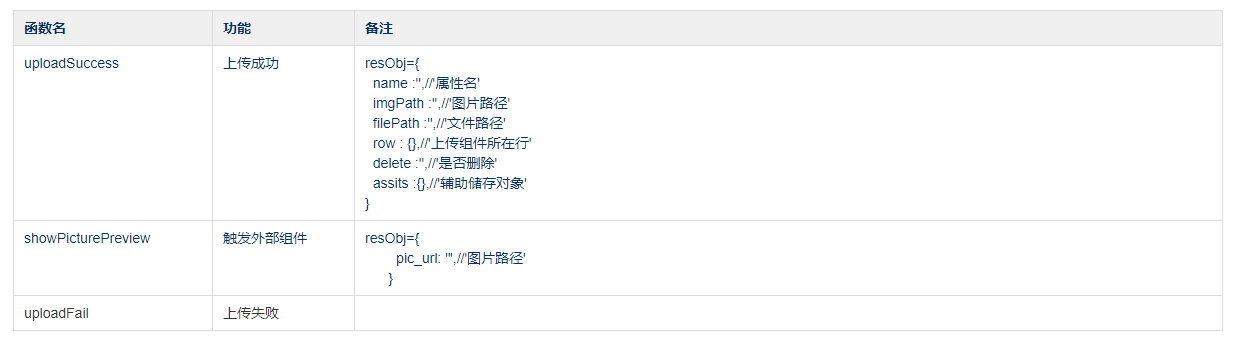 函数名 功能 备注
uploadSuccess 上传成功 resObj={
name :'',//'属性名'
imgPath :'',//'图片路径'
filePath :'',//'文件路径'
row : {},//'上传组件所在行'
delete :'',//'是否删除'
assits :{},//'辅助储存对象'
}
showPicturePreview 触发外部组件 resObj={
pic_url: '",//'图片路径'
}
uploadFail 上传失败